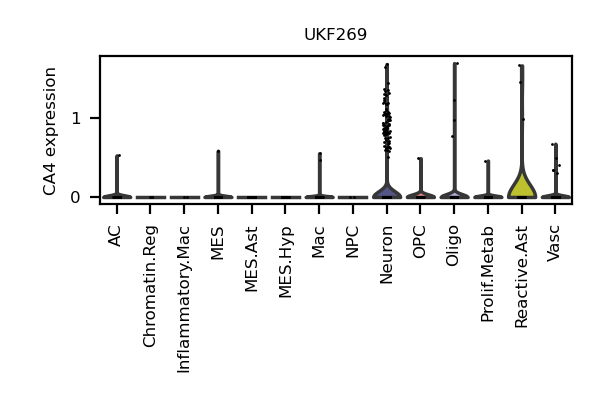 UKF269
CA4 expression
1
0
AC
Chromatin.Reg
Inflammatory.Mac
MES
MES.Ast
MES.Hyp
Mac
NPC
Neuron
OPC
Oligo
Prolif.Metab
Reactive.Ast
Vasc